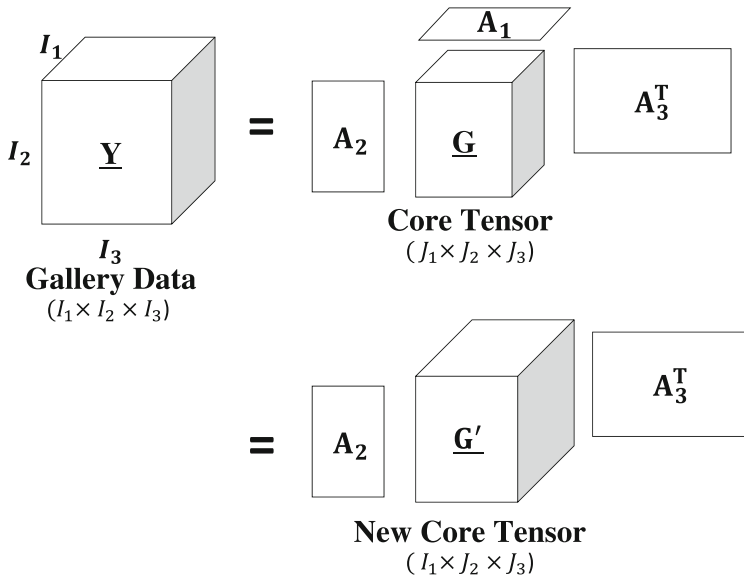 I₁
I₂
Y
I₃
Gallery Data
(I₁× I₂ × I₃)
=
A₂
A₁
G
A₃ᵀ
Core Tensor
(J₁× J₂ × J₃)
=
A₂
G′
A₃ᵀ
New Core Tensor
(I₁× J₂ × J₃)